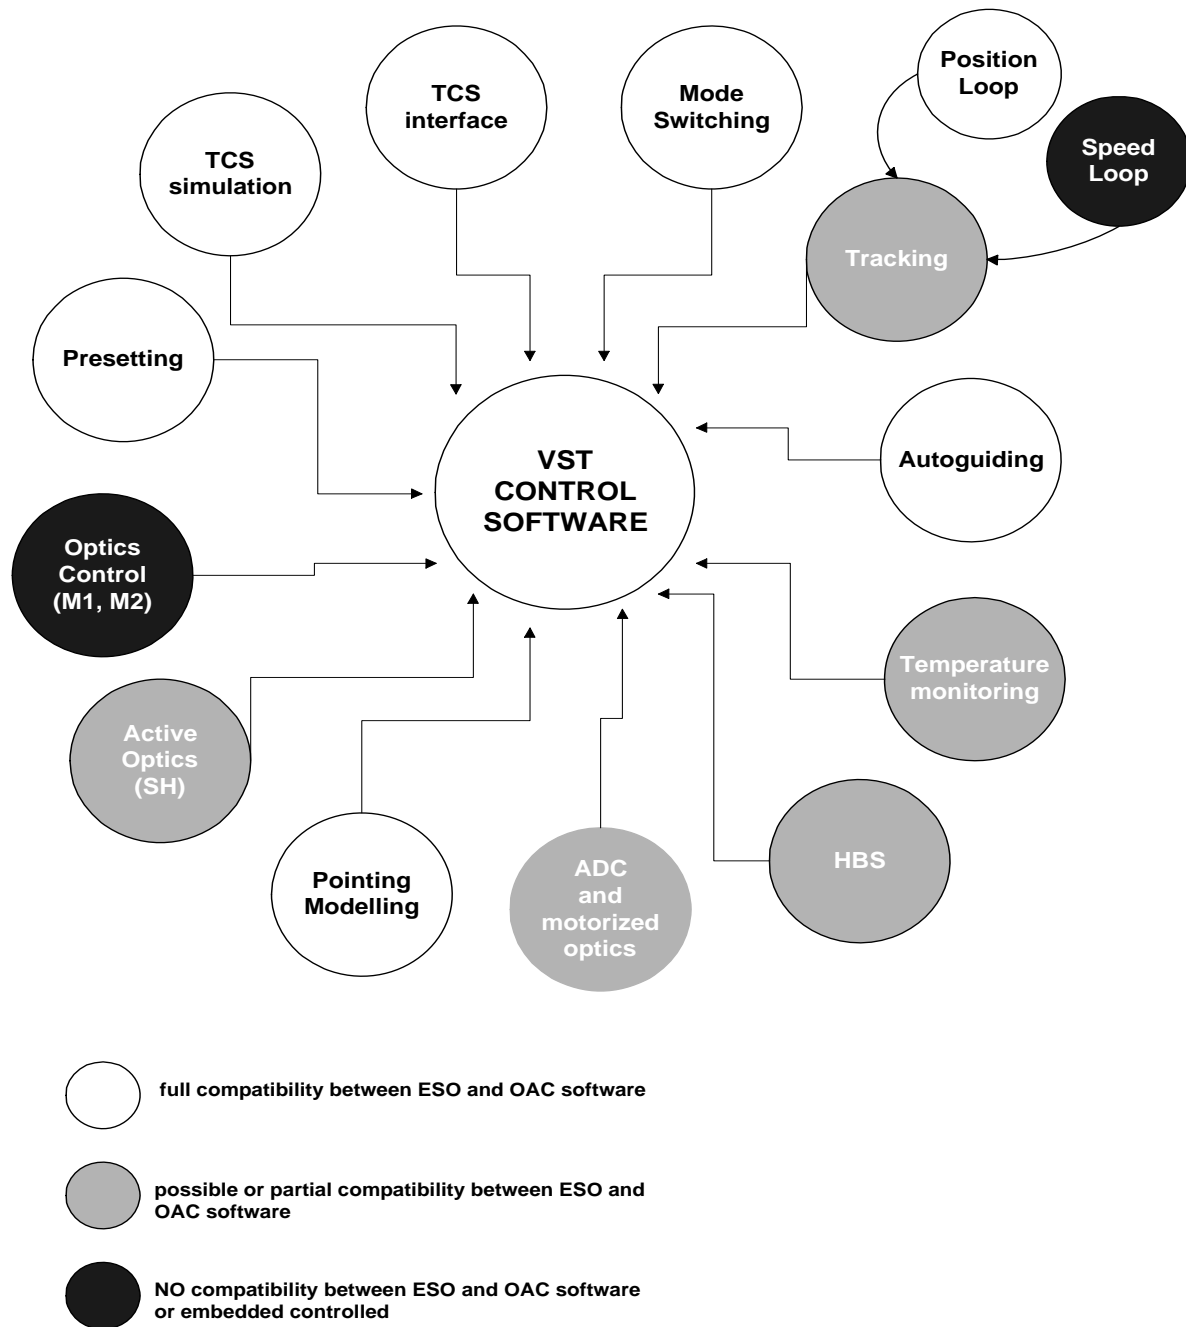 Position
Loop
TCS
interface
Mode
Switching
Speed
Loop
TCS
simulation
Tracking
Presetting
VST
CONTROL
SOFTWARE
Autoguiding
Optics
Control
(M1, M2)
Temperature
monitoring
Active
Optics
(SH)
HBS
Pointing
Modelling
ADC
and
motorized
optics
full compatibility between ESO and OAC software
possible or partial compatibility between ESO and
OAC software
NO compatibility between ESO and OAC software
or embedded controlled